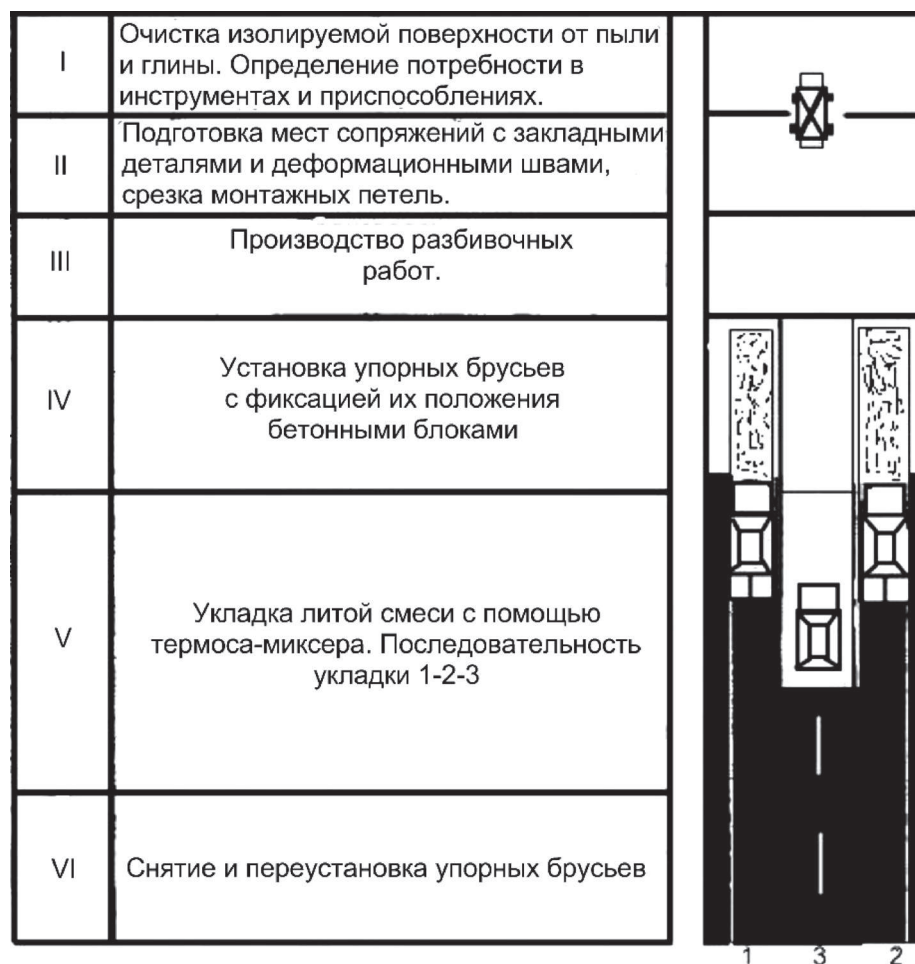 I
Очистка изолируемой поверхности от пыли
и глины. Определение потребности в
инструментах и приспособлениях.
II
Подготовка мест сопряжений с закладными
деталями и деформационными швами,
срезка монтажных петель.
III
Производство разбивочных
работ.
IV
Установка упорных брусьев
с фиксацией их положения
бетонными блоками
V
Укладка литой смеси с помощью
термоса-миксера. Последовательность
укладки 1-2-3
VI
Снятие и переустановка упорных брусьев
1 3 2